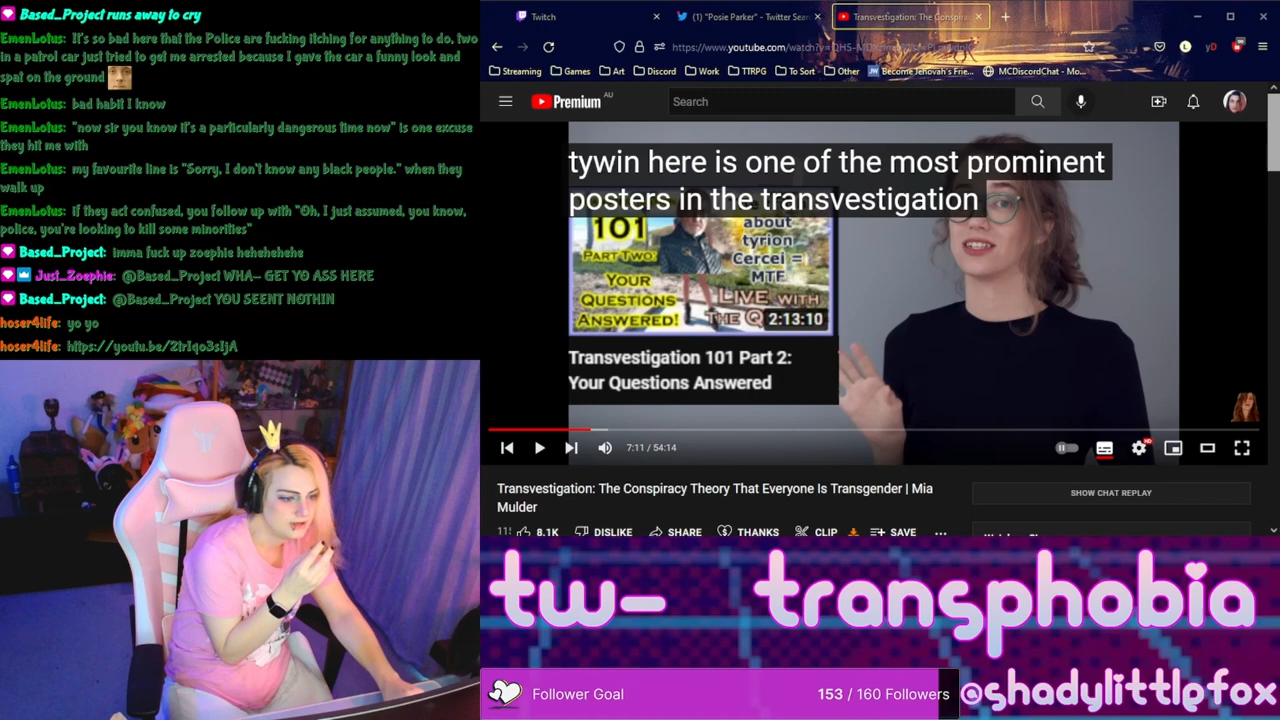 Based_Project runs away to cry
EmenLotus: It's so bad here that the Police are fucking itching for anything to do, two
in a patrol car just tried to get me arrested because I gave the car a funny look and
spat on the ground
EmenLotus: bad habit I know
EmenLotus: "now sir you know it's a particularly dangerous time now" is one excuse
they hit me with
EmenLotus: my favourite line is "Sorry, I don't know any black people." when they
walk up
EmenLotus: if they act confused, you follow up with "Oh, I just assumed, you know,
police, you're looking to kill some minorities"
Based_Project: imma fuck up zoephie hehehehehe
Just_Zoephie: @Based_Project WHA- GET YO ASS HERE
Based_Project: @Based_Project YOU SEENT NOTHIN
hoser4life: yo yo
hoser4life: https://youtu.be/2trIqo3sIjA
Twitch
(1) "Posie Parker" - Twitter Sear
Transvestigation: The Conspira
https://www.youtube.com/watch?v=
Streaming
Games
Art
Discord
Work
TTRPG
To Sort
Other
Become Jehovah's Frie...
MCDiscordChat - Mo...
Premium AU
Search
tywin here is one of the most prominent
posters in the transvestigation
101
PART TWO:
YOUR
QUESTIONS
ANSWERED!
about
tyrion
Cercei =
MTF
LIVE WITH
THE Q
2:13:10
Transvestigation 101 Part 2:
Your Questions Answered
7:11 / 54:14
HD
Transvestigation: The Conspiracy Theory That Everyone Is Transgender | Mia
Mulder
SHOW CHAT REPLAY
8.1K
DISLIKE
SHARE
THANKS
CLIP
SAVE
tw- transphobia
Follower Goal
153 / 160 Followers
@shadylittlefox